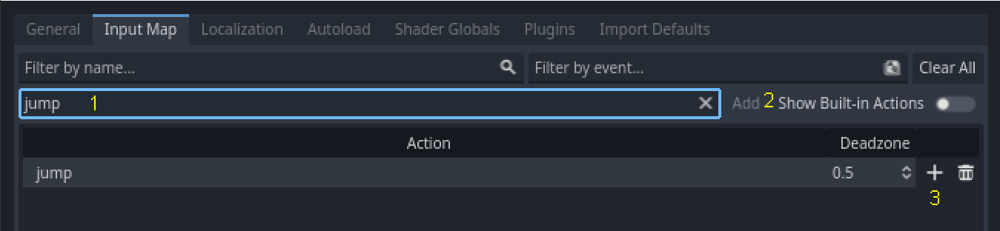 General Input Map Localization Autoload Shader Globals Plugins Import Defaults
Filter by name... Filter by event... Clear All
jump 1 Add 2 Show Built-in Actions
Action Deadzone
jump 0.5
3